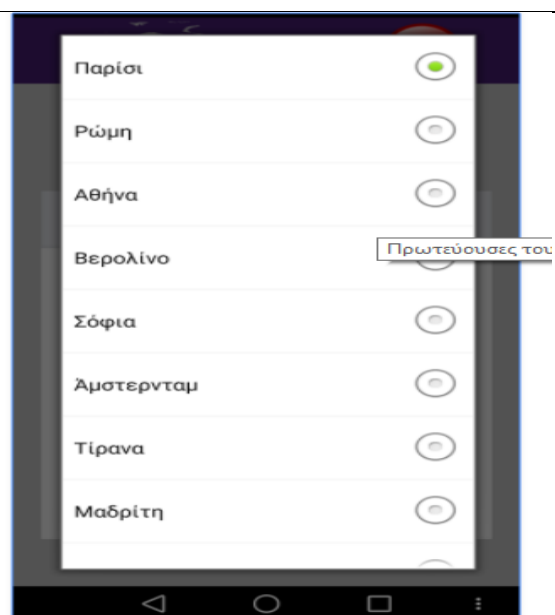 Παρίσι
Ρώμη
Αθήνα
Βερολίνο
Πρωτεύουσες του
Σόφια
Άμστερνταμ
Τίρανα
Μαδρίτη